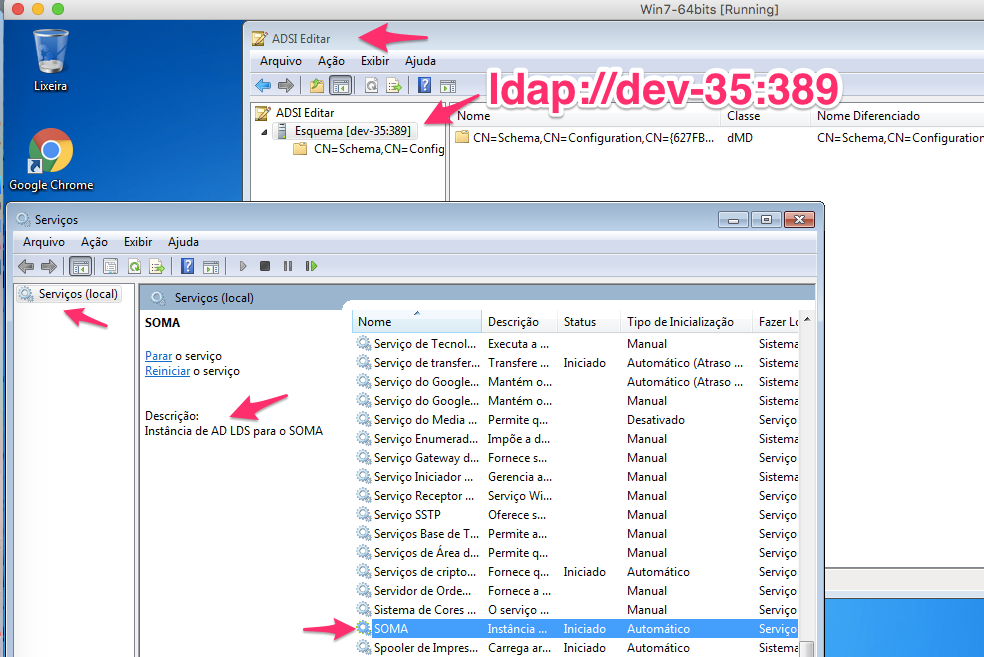 Win7-64bits [Running]
Lixeira
Google Chrome
ADSI Editar
Arquivo Ação Exibir Ajuda
ldap://dev-35:389
ADSI Editar
Esquema [dev-35:389]
CN=Schema,CN=Config
Nome Classe Nome Diferenciado
CN=Schema,CN=Configuration,CN={627FB... dMD CN=Schema,CN=Configuration
Serviços
Arquivo Ação Exibir Ajuda
Serviços (local)
Serviços (local)
SOMA
Parar o serviço
Reiniciar o serviço
Descrição:
Instância de AD LDS para o SOMA
Nome Descrição Status Tipo de Inicialização Fazer Lo
Serviço de Tecnol... Executa a ... Manual Sistema
Serviço de transfer... Transfere ... Iniciado Automático (Atraso ... Sistema
Serviço do Google... Mantém o... Automático (Atraso ... Sistema
Serviço do Google... Mantém o... Manual Sistema
Serviço do Media ... Permite q... Desativado Serviço
Serviço Enumerad... Impõe a d... Manual Sistema
Serviço Gateway d... Fornece s... Manual Serviço
Serviço Iniciador ... Gerencia a... Manual Sistema
Serviço Receptor ... Serviço Wi... Manual Serviço
Serviço SSTP Oferece s... Manual Serviço
Serviços Base de T... Permite a... Manual Serviço
Serviços de Área d... Permite q... Manual Serviço
Serviços de cripto... Fornece q... Iniciado Automático Serviço
Servidor de Orde... Fornece a ... Manual Serviço
Sistema de Cores ... O serviço ... Manual Serviço
SOMA Instância ... Iniciado Automático Serviço
Spooler de Impres... Carrega ar... Iniciado Automático Sistema